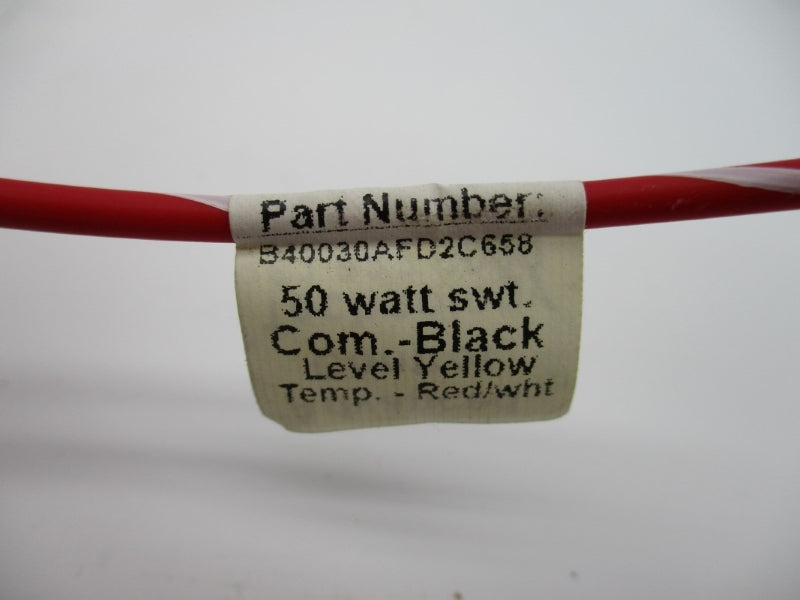 Part Number:
B40030AFD2C658
50 watt swt.
Com.-Black
Level Yellow
Temp. - Red/wht